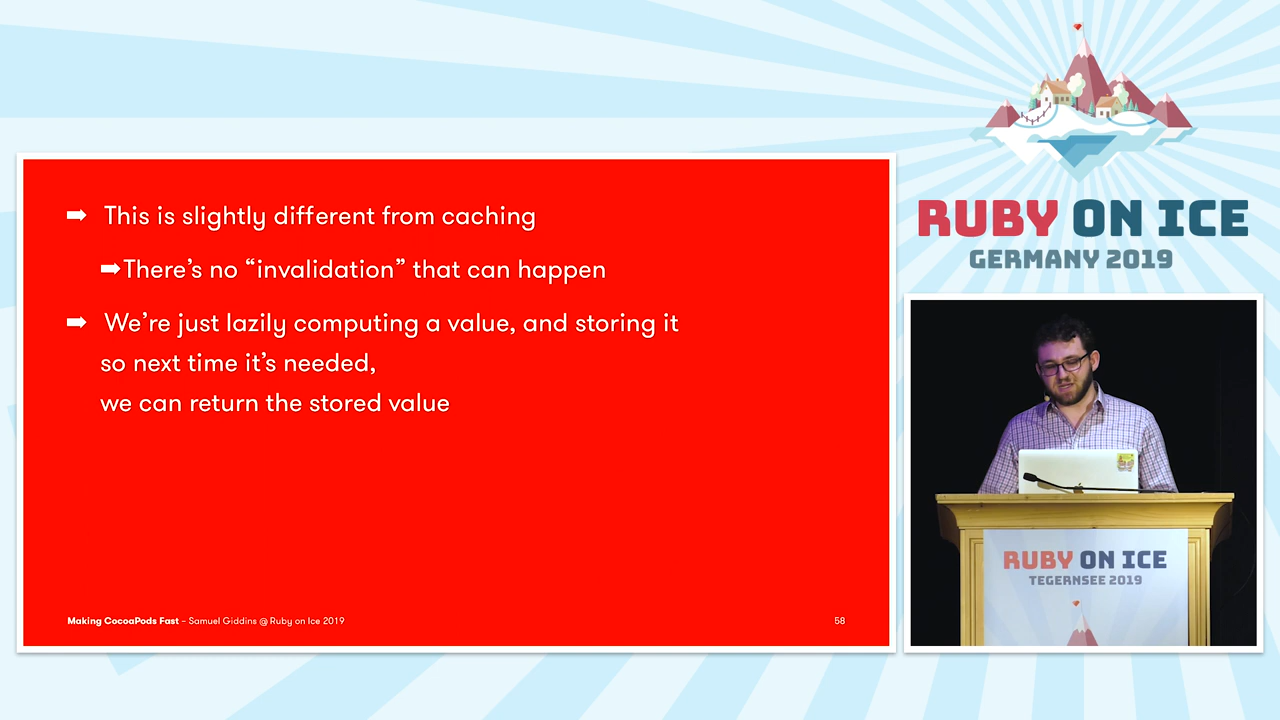 ➡ This is slightly different from caching
➡There’s no “invalidation” that can happen
➡ We’re just lazily computing a value, and storing it
so next time it’s needed,
we can return the stored value
Making CocoaPods Fast – Samuel Giddins @ Ruby on Ice 2019
58
RUBY ON ICE
GERMANY 2019
RUBY ON ICE
TEGERNSEE 2019